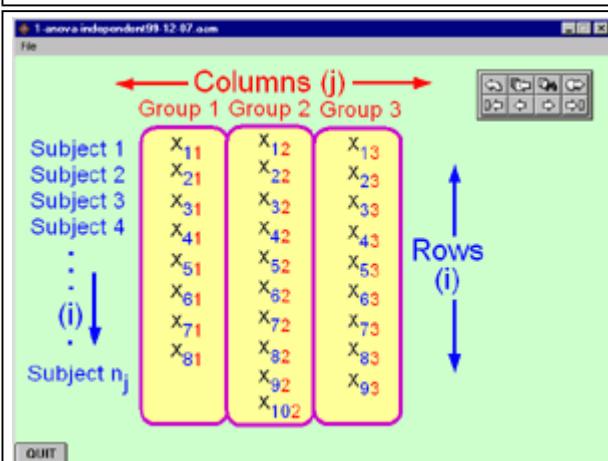 1-anova-independent99-12-07.asm
File
Columns (j)
Group 1 Group 2 Group 3
Subject 1 X11 X12 X13
Subject 2 X21 X22 X23
Subject 3 X31 X32 X33
Subject 4 X41 X42 X43
X51 X52 X53
X61 X62 X63
X71 X72 X73
X81 X82 X83
X92 X93
X102
Rows
(i)
(i)
Subject nj
QUIT